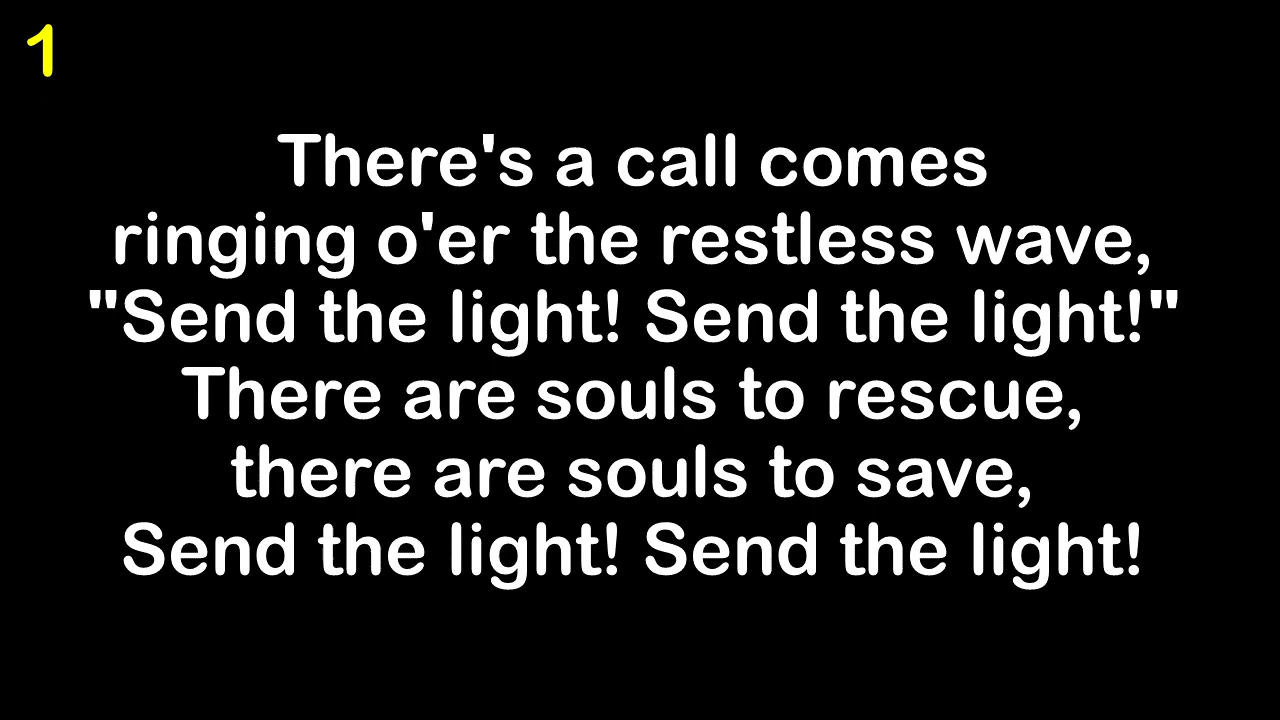 1
There's a call comes
ringing o'er the restless wave,
"Send the light! Send the light!"
There are souls to rescue,
there are souls to save,
Send the light! Send the light!